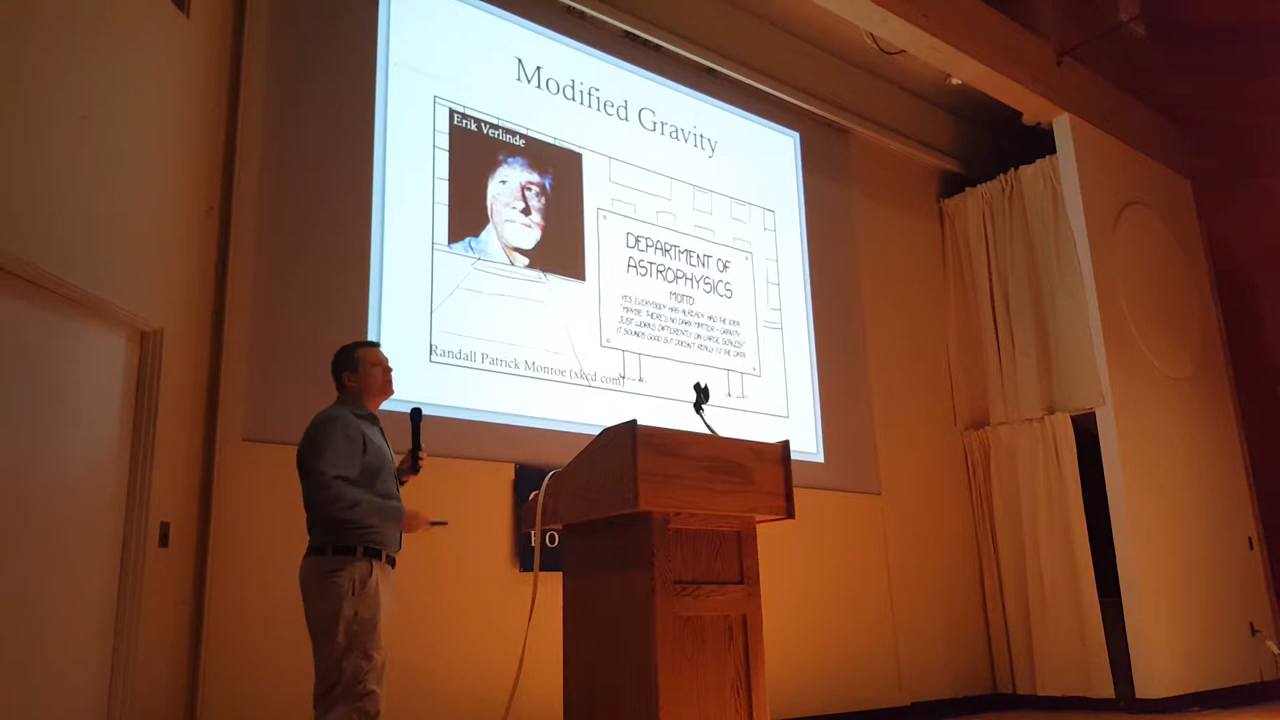 Modified Gravity
Erik Verlinde
DEPARTMENT OF
ASTROPHYSICS
MOTTO:
YES, EVERYBODY HAS ALREADY HAD THE IDEA
"MAYBE THERE'S NO DARK MATTER—GRAVITY
JUST WORKS DIFFERENTLY ON LARGE SCALES!"
IT SOUNDS GOOD BUT DOESN'T REALLY FIT THE DATA.
Randall Patrick Monroe (xkcd.com)